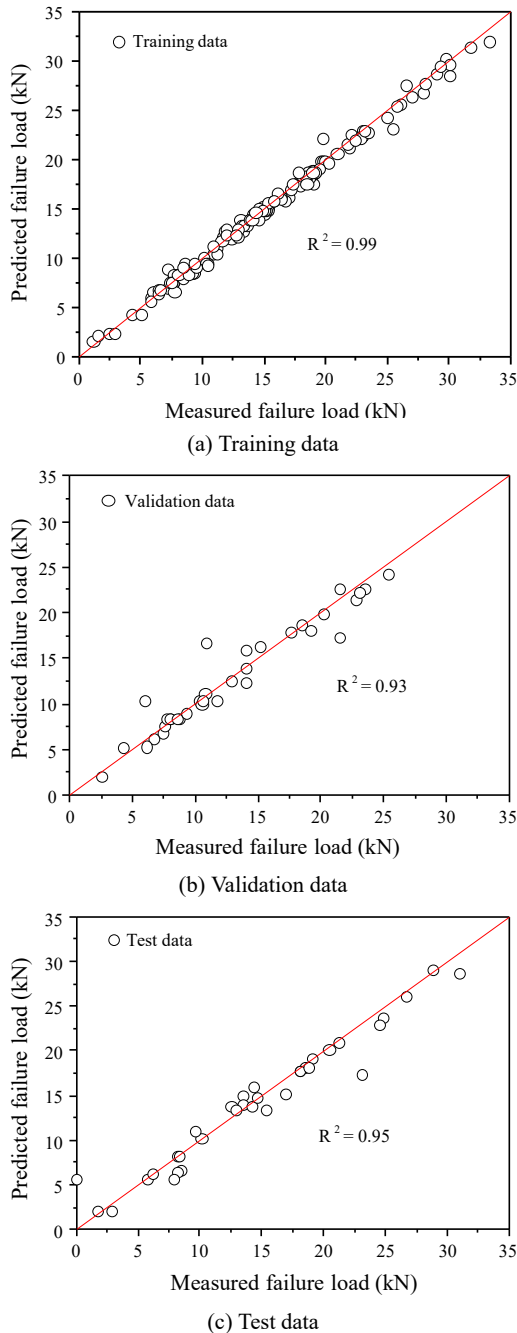 35
30
25
20
15
10
5
0
Predicted failure load (kN)
Training data
R² = 0.99
0 5 10 15 20 25 30 35
Measured failure load (kN)
(a) Training data
35
30
25
20
15
10
5
0
Predicted failure load (kN)
Validation data
R² = 0.93
0 5 10 15 20 25 30 35
Measured failure load (kN)
(b) Validation data
35
30
25
20
15
10
5
0
Predicted failure load (kN)
Test data
R² = 0.95
0 5 10 15 20 25 30 35
Measured failure load (kN)
(c) Test data